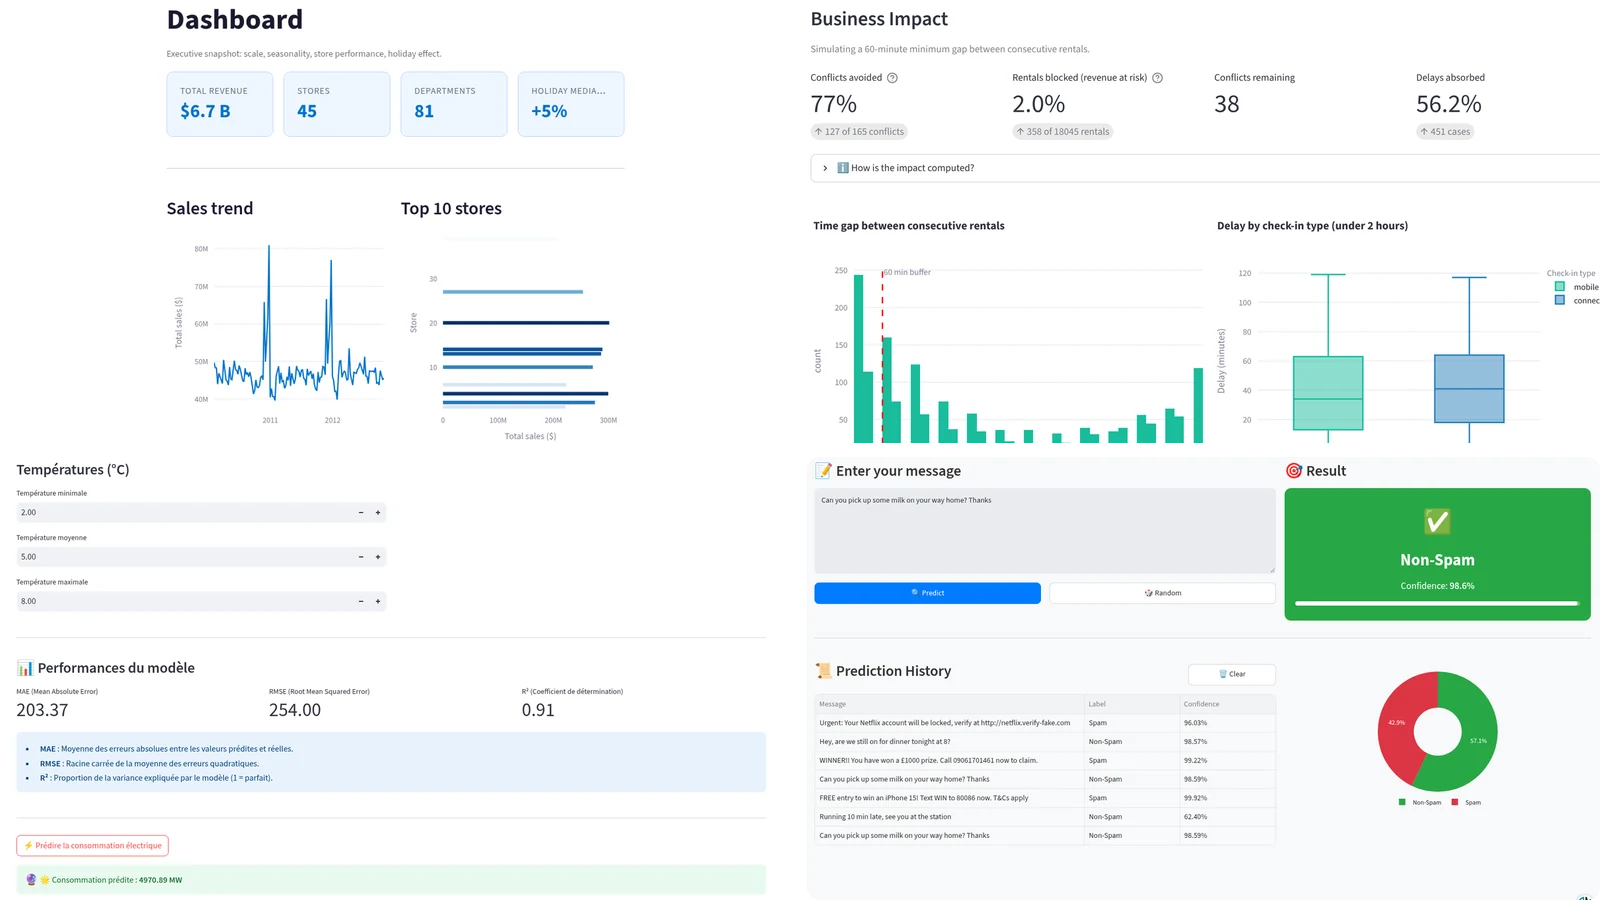 Dashboard
Executive snapshot: scale, seasonality, store performance, holiday effect.
TOTAL REVENUE
$6.7 B
STORES
45
DEPARTMENTS
81
HOLIDAY MEDIA...
+5%
Sales trend
80M
70M
60M
50M
40M
Total sales ($)
2011
2012
Top 10 stores
30
20
10
Store
0
100M
200M
300M
Total sales ($)
Business Impact
Simulating a 60-minute minimum gap between consecutive rentals.
Conflicts avoided
77%
↑ 127 of 165 conflicts
Rentals blocked (revenue at risk)
2.0%
↑ 358 of 18045 rentals
Conflicts remaining
38
Delays absorbed
56.2%
↑ 451 cases
How is the impact computed?
Time gap between consecutive rentals
60 min buffer
250
200
150
100
50
count
Delay by check-in type (under 2 hours)
120
100
80
60
40
20
Delay (minutes)
Check-in type
mobile
connec
Températures (°C)
Température minimale
2.00
Température moyenne
5.00
Température maximale
8.00
Performances du modèle
MAE (Mean Absolute Error)
203.37
RMSE (Root Mean Squared Error)
254.00
R² (Coefficient de détermination)
0.91
MAE : Moyenne des erreurs absolues entre les valeurs prédites et réelles.
RMSE : Racine carrée de la moyenne des erreurs quadratiques.
R² : Proportion de la variance expliquée par le modèle (1 = parfait).
Prédire la consommation électrique
Consommation prédite : 4970.89 MW
Enter your message
Can you pick up some milk on your way home? Thanks
Predict
Random
Result
Non-Spam
Confidence: 98.6%
Prediction History
Clear
Message Label Confidence
Urgent: Your Netflix account will be locked, verify at http://netflix.verify-fake.com Spam 96.03%
Hey, are we still on for dinner tonight at 8? Non-Spam 98.57%
WINNER!! You have won a £1000 prize. Call 09061701461 now to claim. Spam 99.22%
Can you pick up some milk on your way home? Thanks Non-Spam 98.59%
FREE entry to win an iPhone 15! Text WIN to 80086 now. T&Cs apply Spam 99.92%
Running 10 min late, see you at the station Non-Spam 62.40%
Can you pick up some milk on your way home? Thanks Non-Spam 98.59%
42.9%
57.1%
Non-Spam
Spam